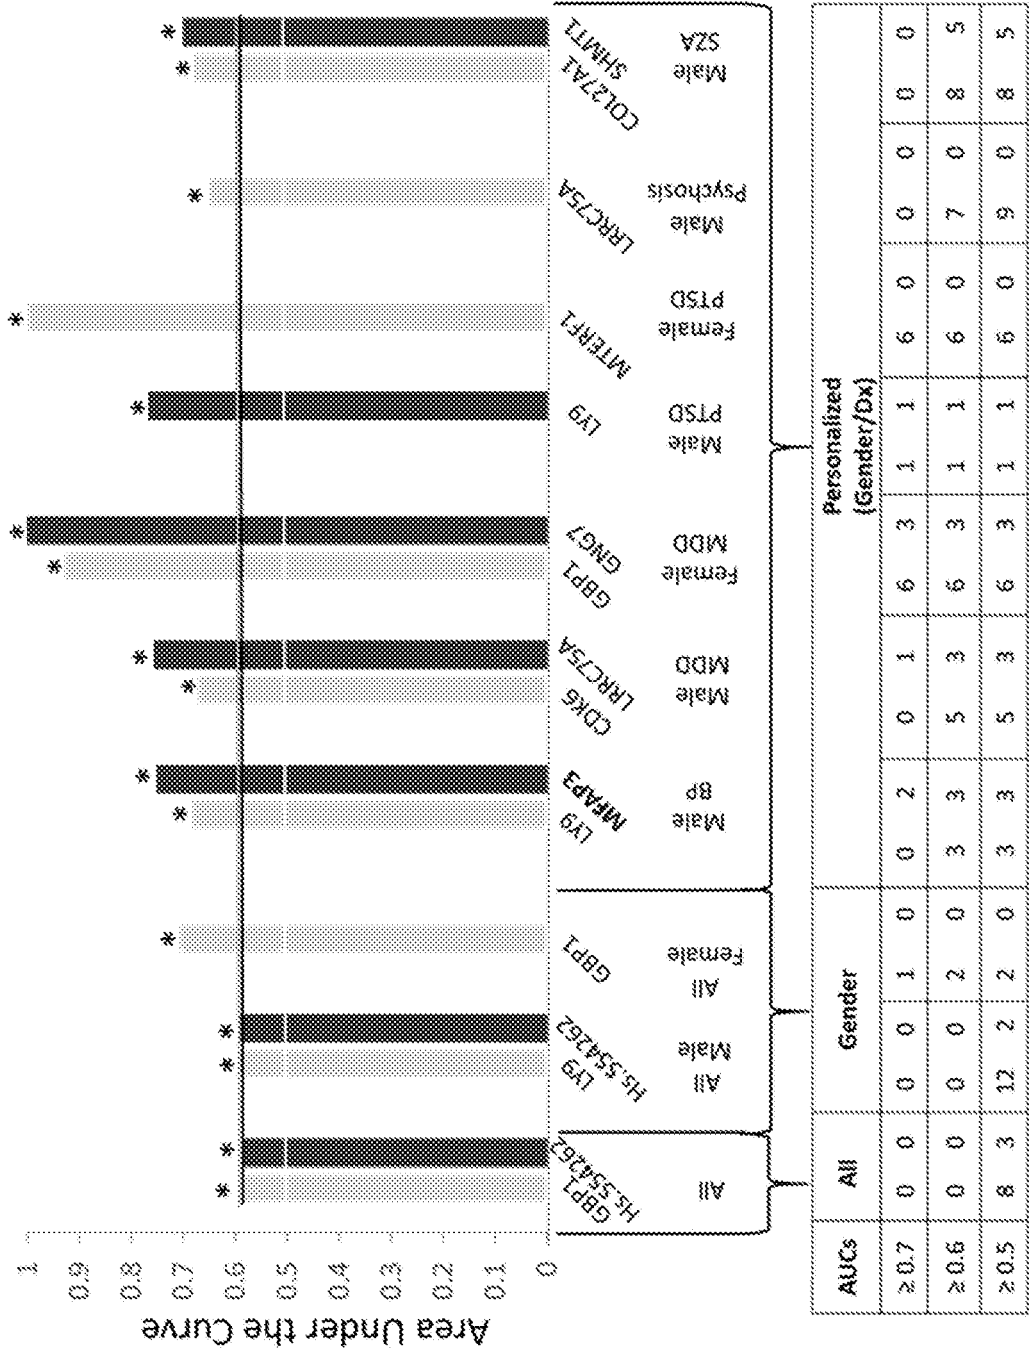 Area Under the Curve
1
0.9
0.8
0.7
0.6
0.5
0.4
0.3
0.2
0.1
0
* * * * * * * * * * * * * * * *
GBP1
Hs.554262
All
LY9
Hs.554262
All
Male
GBP1
All
Female
LY9
MFAP3
Male
BP
CDK6
LRRC75A
Male
MDD
GBP1
GNG7
Female
MDD
LY9
Male
PTSD
MTERF1
Female
PTSD
LRRC75A
Male
Psychosis
COL27A1
SHMT1
Male
SZA
AUCs All Gender Personalized
(Gender/Dx)
≥0.7 0 0 0 0 1 0 0 2 0 1 6 3 1 1 6 0 0 0 0 0
≥0.6 0 0 0 0 2 0 3 3 5 3 6 3 1 1 6 0 7 0 8 5
≥0.5 8 3 12 2 2 0 3 3 5 3 6 3 1 1 6 0 9 0 8 5